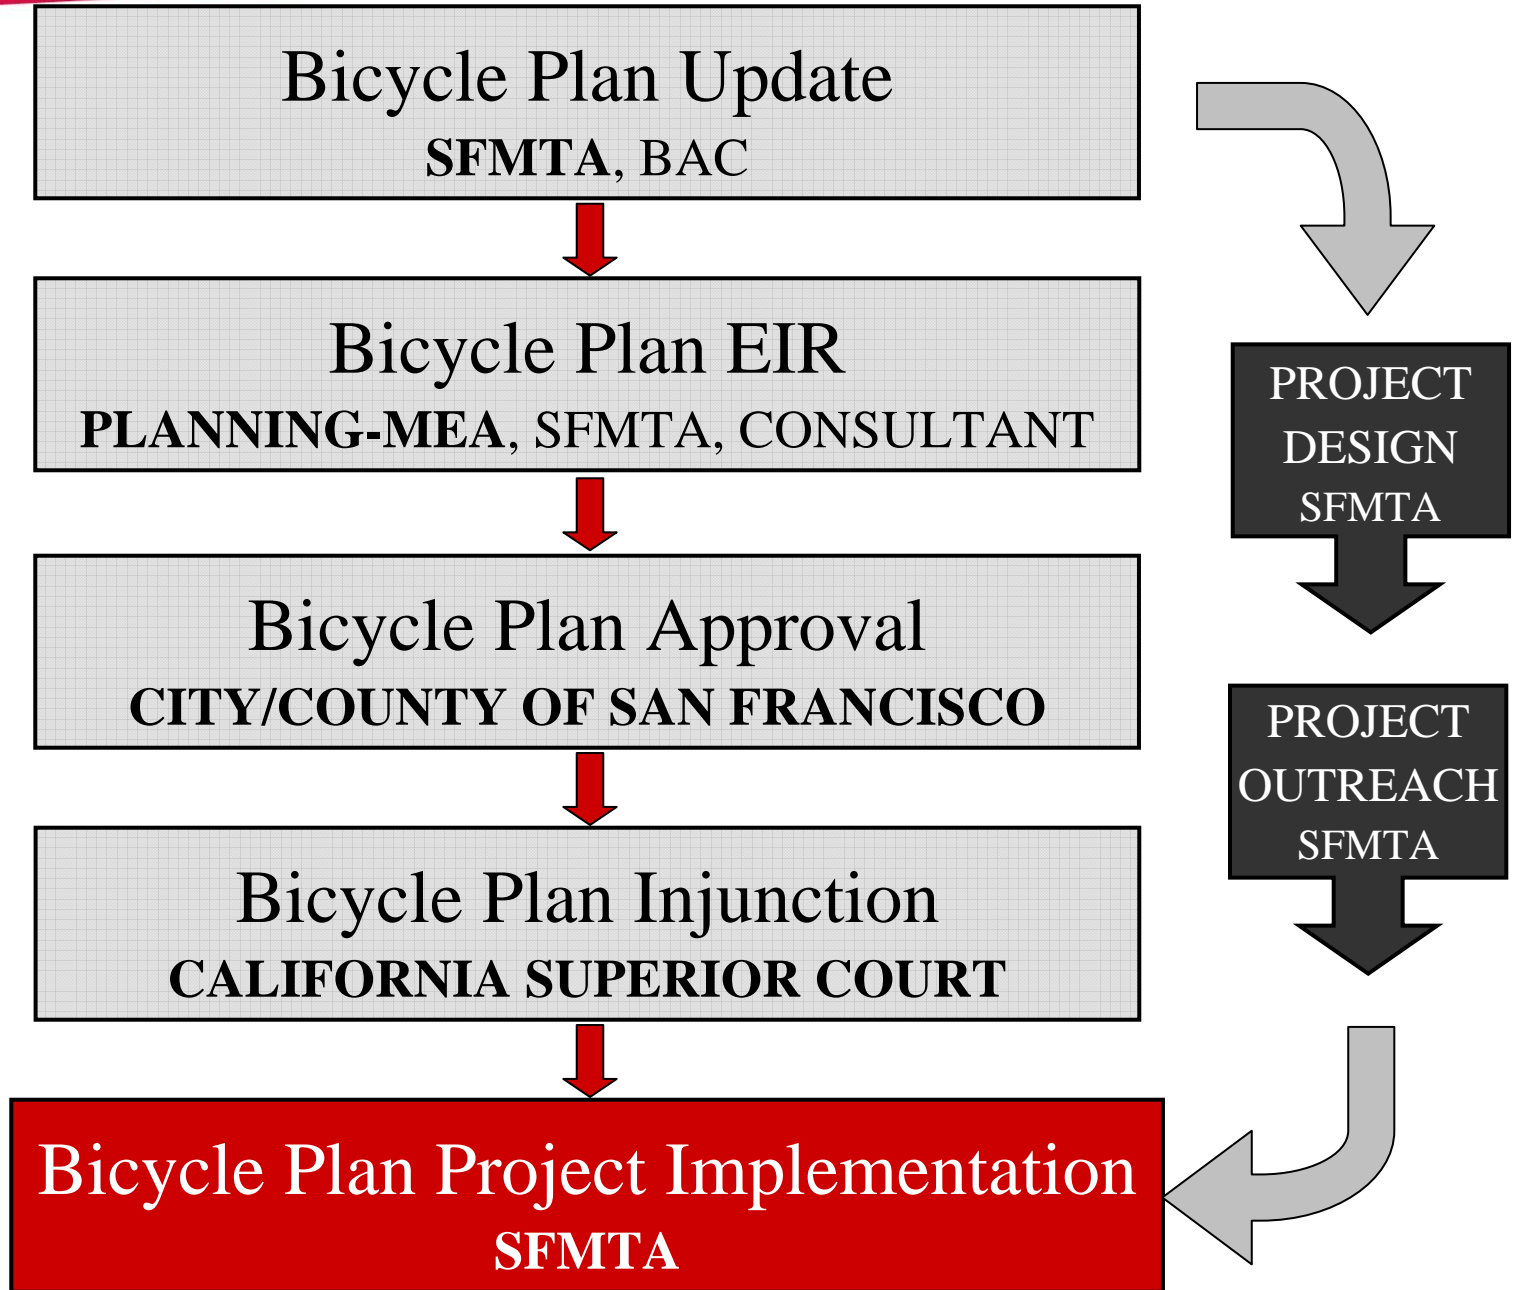 Bicycle Plan Update
SFMTA, BAC
Bicycle Plan EIR
PLANNING-MEA, SFMTA, CONSULTANT
Bicycle Plan Approval
CITY/COUNTY OF SAN FRANCISCO
Bicycle Plan Injunction
CALIFORNIA SUPERIOR COURT
Bicycle Plan Project Implementation
SFMTA
PROJECT
DESIGN
SFMTA
PROJECT
OUTREACH
SFMTA